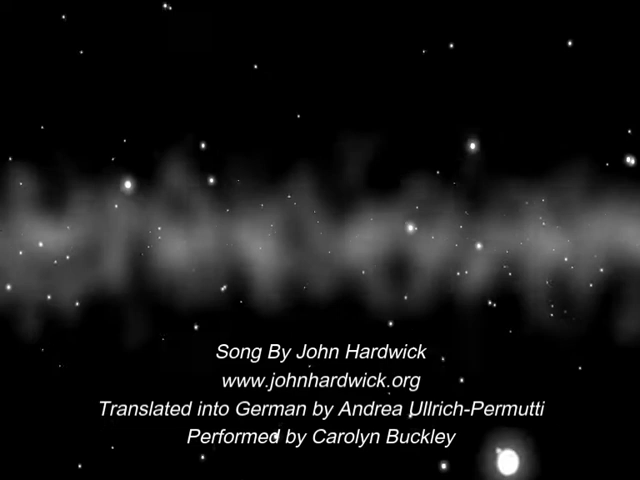 Song By John Hardwick
www.johnhardwick.org
Translated into German by Andrea Ullrich-Permutti
Performed by Carolyn Buckley